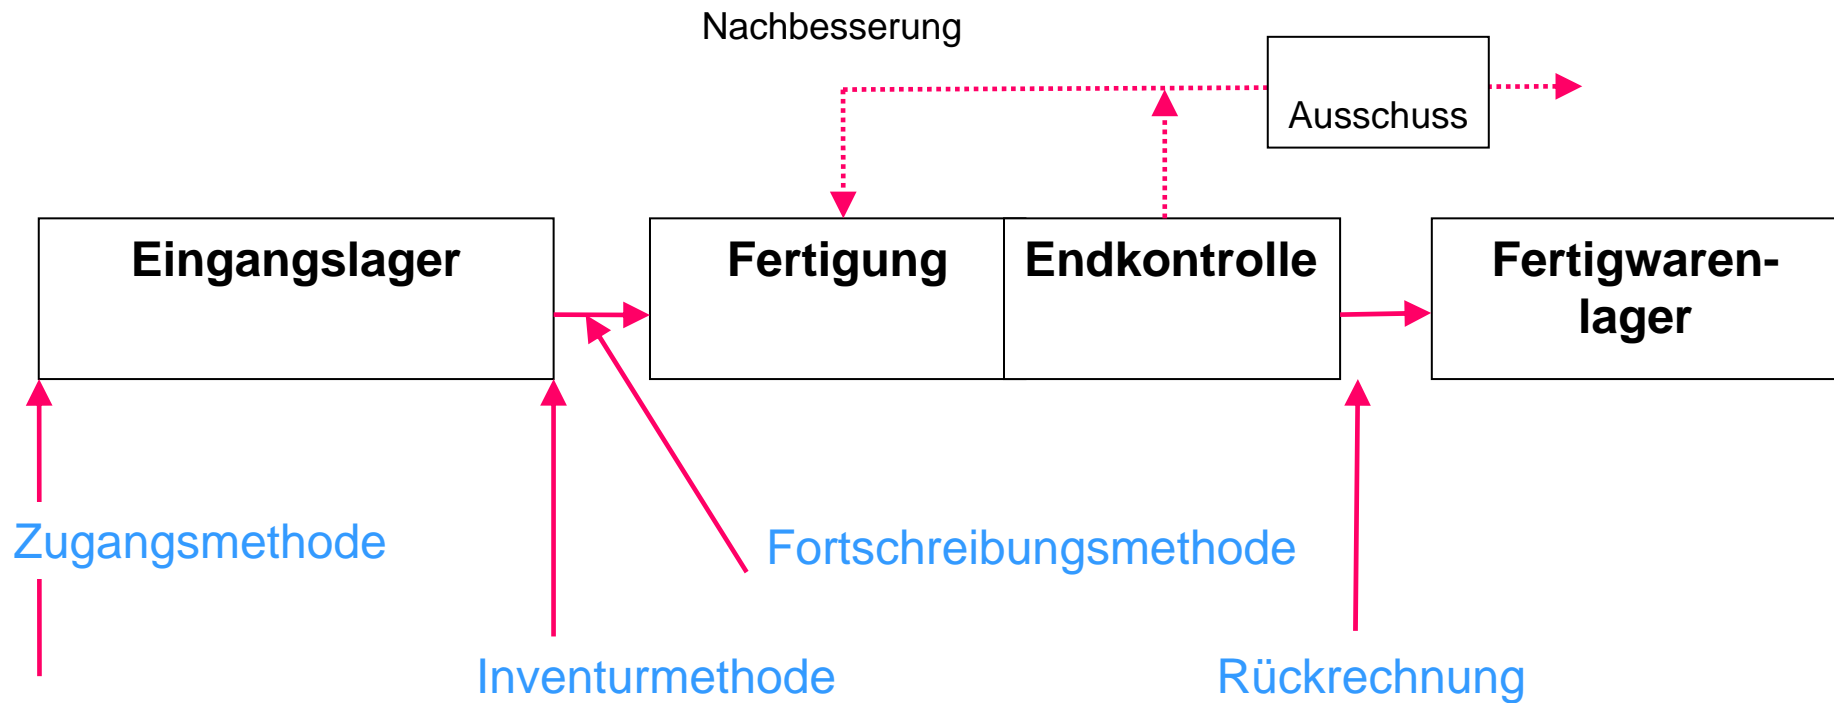 Nachbesserung
Ausschuss
Eingangslager
Fertigung
Endkontrolle
Fertigwaren-
lager
Zugangsmethode
Fortschreibungsmethode
Inventurmethode
Rückrechnung